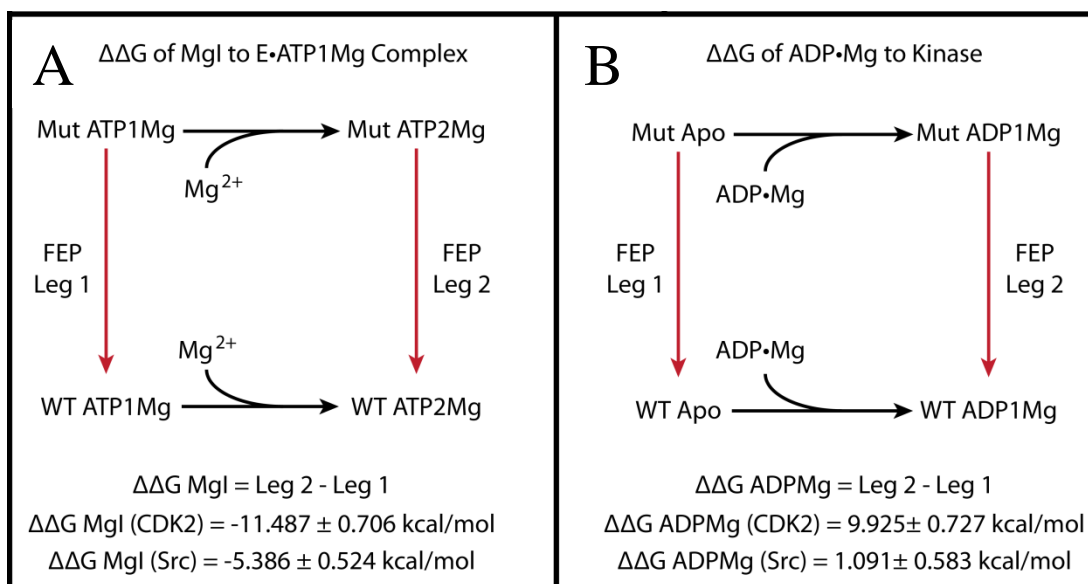 A
ΔΔG of MgI to E•ATP1Mg Complex
Mut ATP1Mg
Mut ATP2Mg
Mg²⁺
FEP
Leg 1
FEP
Leg 2
Mg²⁺
WT ATP1Mg
WT ATP2Mg
ΔΔG MgI = Leg 2 - Leg 1
ΔΔG MgI (CDK2) = -11.487 ± 0.706 kcal/mol
ΔΔG MgI (Src) = -5.386 ± 0.524 kcal/mol
B
ΔΔG of ADP•Mg to Kinase
Mut Apo
Mut ADP1Mg
ADP•Mg
FEP
Leg 1
FEP
Leg 2
ADP•Mg
WT Apo
WT ADP1Mg
ΔΔG ADPMg = Leg 2 - Leg 1
ΔΔG ADPMg (CDK2) = 9.925± 0.727 kcal/mol
ΔΔG ADPMg (Src) = 1.091± 0.583 kcal/mol